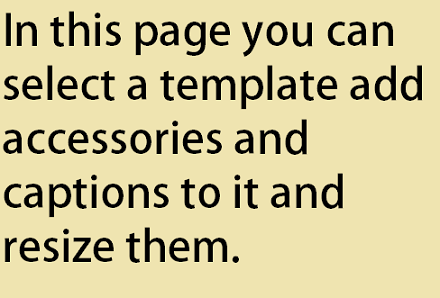 In this page you can
select a template add
accessories and
captions to it and
resize them.